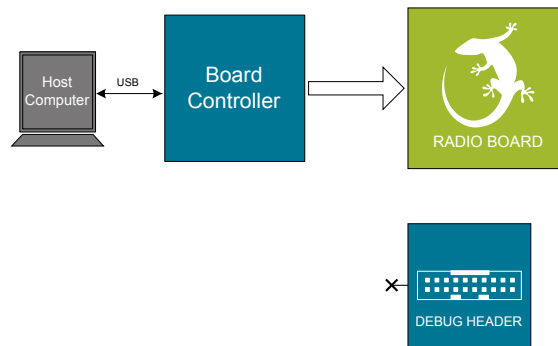 Host
Computer
USB
Board
Controller
RADIO BOARD
DEBUG HEADER